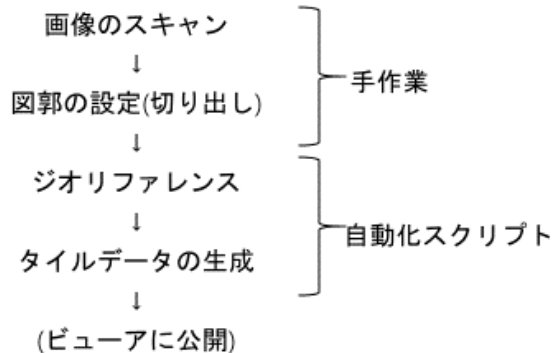 画像のスキャン
↓
手作業
図郭の設定(切り出し)
↓
ジオリファレンス
↓
自動化スクリプト
タイルデータの生成
↓
(ビューアに公開)